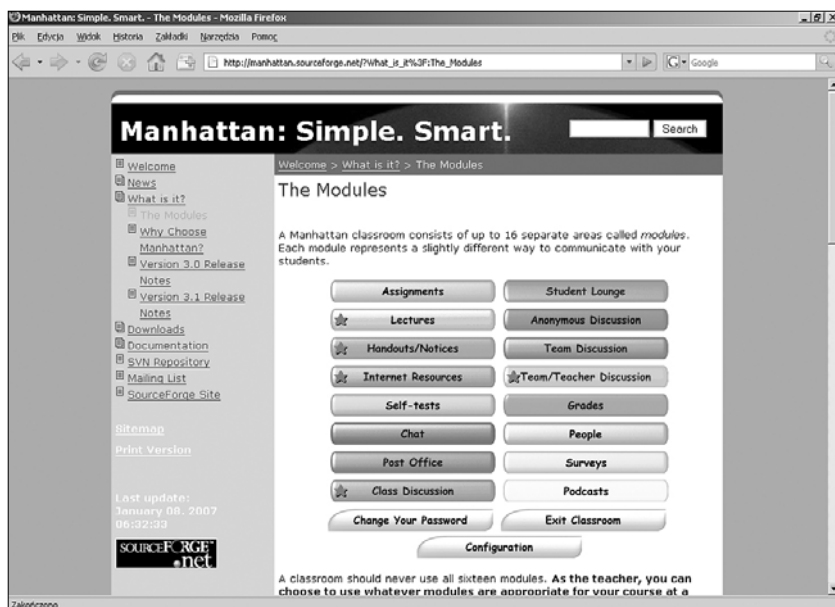 Manhattan: Simple. Smart. - The Modules - Mozilla Firefox
Plik Edycja Widok Historia Zakładki Narzędzia Pomoc
http://manhattan.sourceforge.net/?What_is_it%3F:The_Modules
Google
Manhattan: Simple. Smart.
Search
Welcome
News
What is it?
The Modules
Why Choose
Manhattan?
Version 3.0 Release
Notes
Version 3.1 Release
Notes
Downloads
Documentation
SVN Repository
Mailing List
SourceForge Site
Sitemap
Print Version
Last update:
January 08, 2007
06:32:33
SOURCEFORGE
.net
Welcome > What is it? > The Modules
The Modules
A Manhattan classroom consists of up to 16 separate areas called modules.
Each module represents a slightly different way to communicate with your
students.
Assignments Student Lounge
Lectures Anonymous Discussion
Handouts/Notices Team Discussion
Internet Resources Team/Teacher Discussion
Self-tests Grades
Chat People
Post Office Surveys
Class Discussion Podcasts
Change Your Password Exit Classroom
Configuration
A classroom should never use all sixteen modules. As the teacher, you can
choose to use whatever modules are appropriate for your course at a
Zakończono